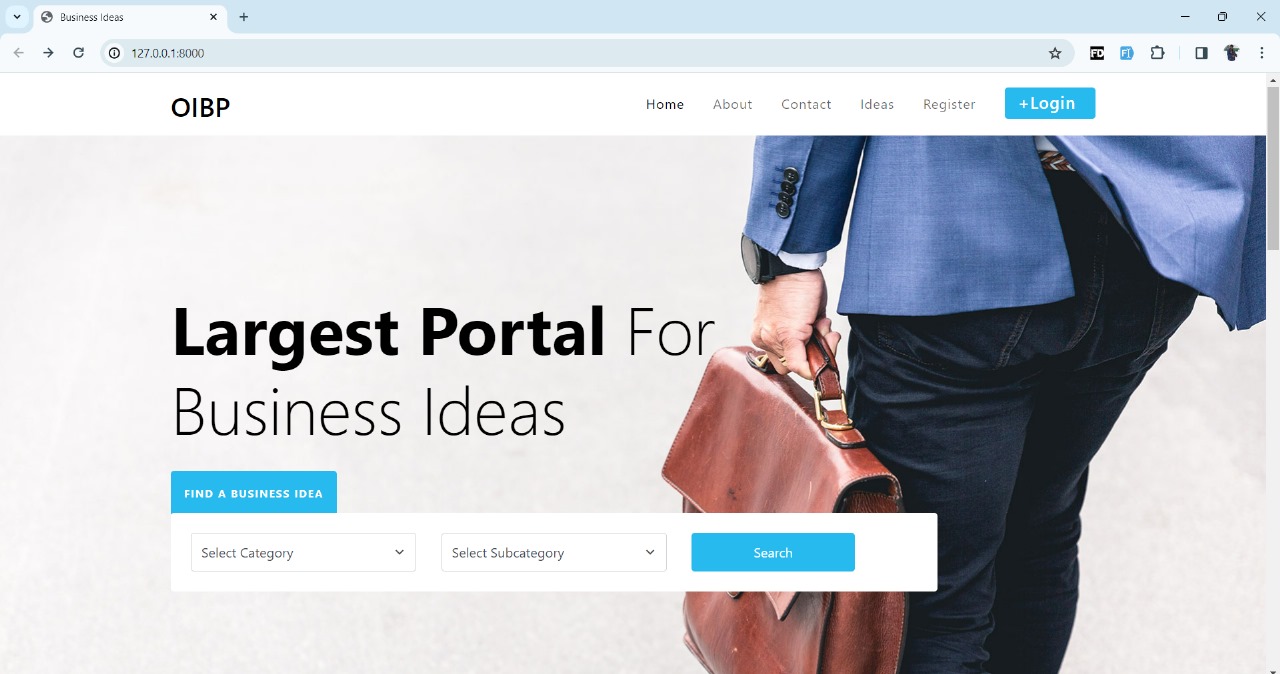 Business Ideas
127.0.0.1:8000
FD
OIBP
Home About Contact Ideas Register +Login
Largest Portal For
Business Ideas
FIND A BUSINESS IDEA
Select Category Select Subcategory Search